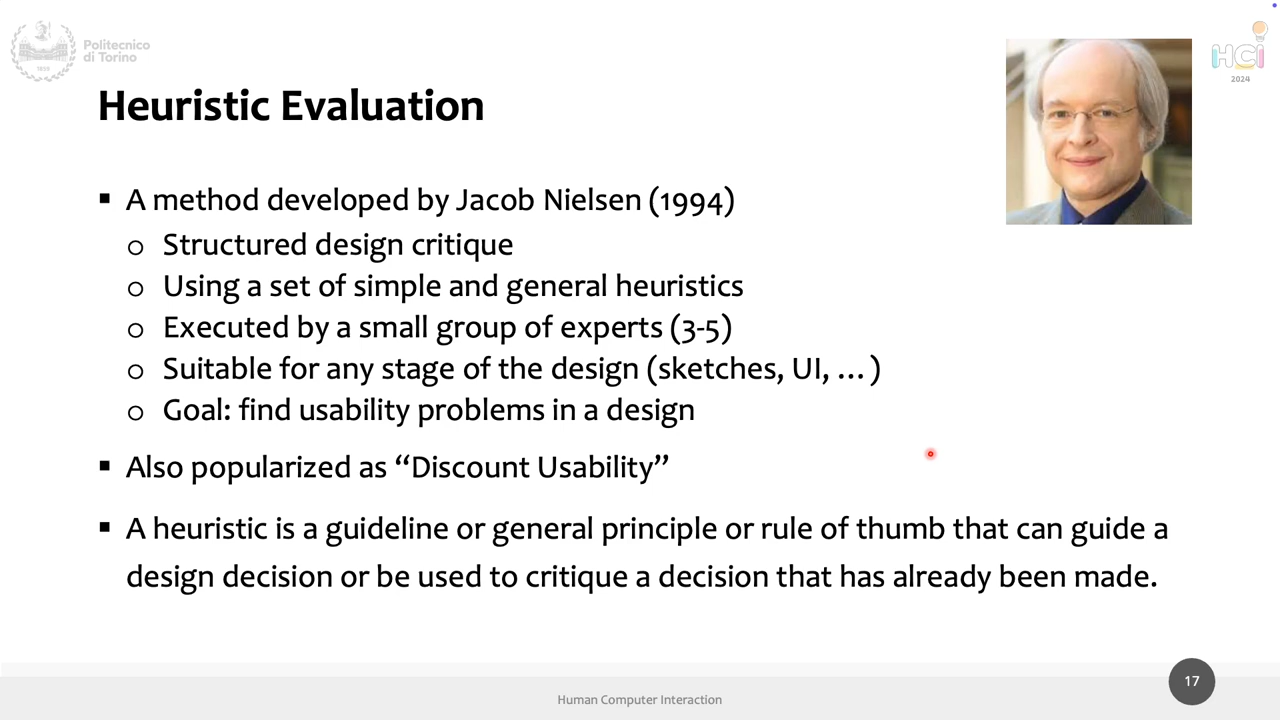 Politecnico
di Torino
1859
HCI
2024
Heuristic Evaluation
▪ A method developed by Jacob Nielsen (1994)
o Structured design critique
o Using a set of simple and general heuristics
o Executed by a small group of experts (3-5)
o Suitable for any stage of the design (sketches, UI, … )
o Goal: find usability problems in a design
▪ Also popularized as “Discount Usability”
▪ A heuristic is a guideline or general principle or rule of thumb that can guide a
design decision or be used to critique a decision that has already been made.
Human Computer Interaction
17